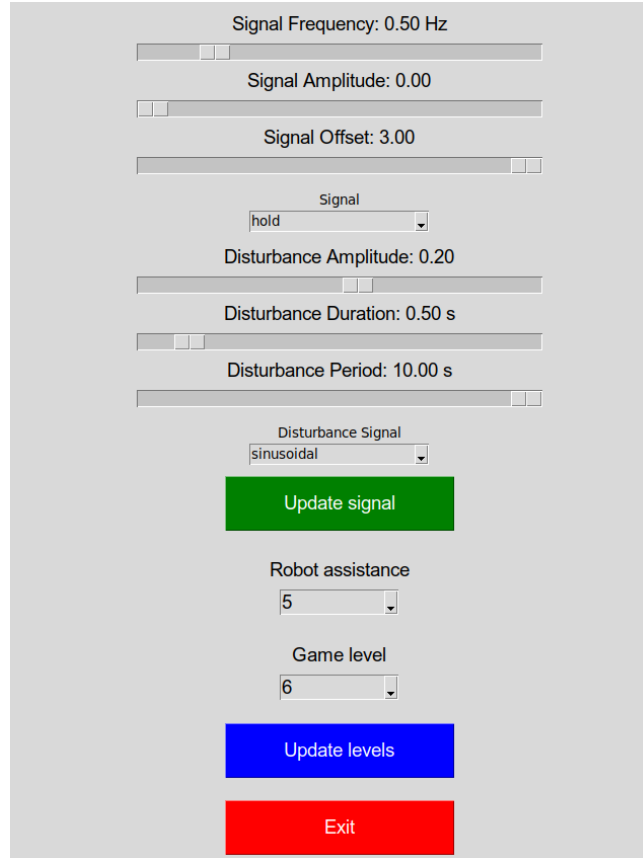 Signal Frequency: 0.50 Hz
Signal Amplitude: 0.00
Signal Offset: 3.00
Signal
hold
Disturbance Amplitude: 0.20
Disturbance Duration: 0.50 s
Disturbance Period: 10.00 s
Disturbance Signal
sinusoidal
Update signal
Robot assistance
5
Game level
6
Update levels
Exit